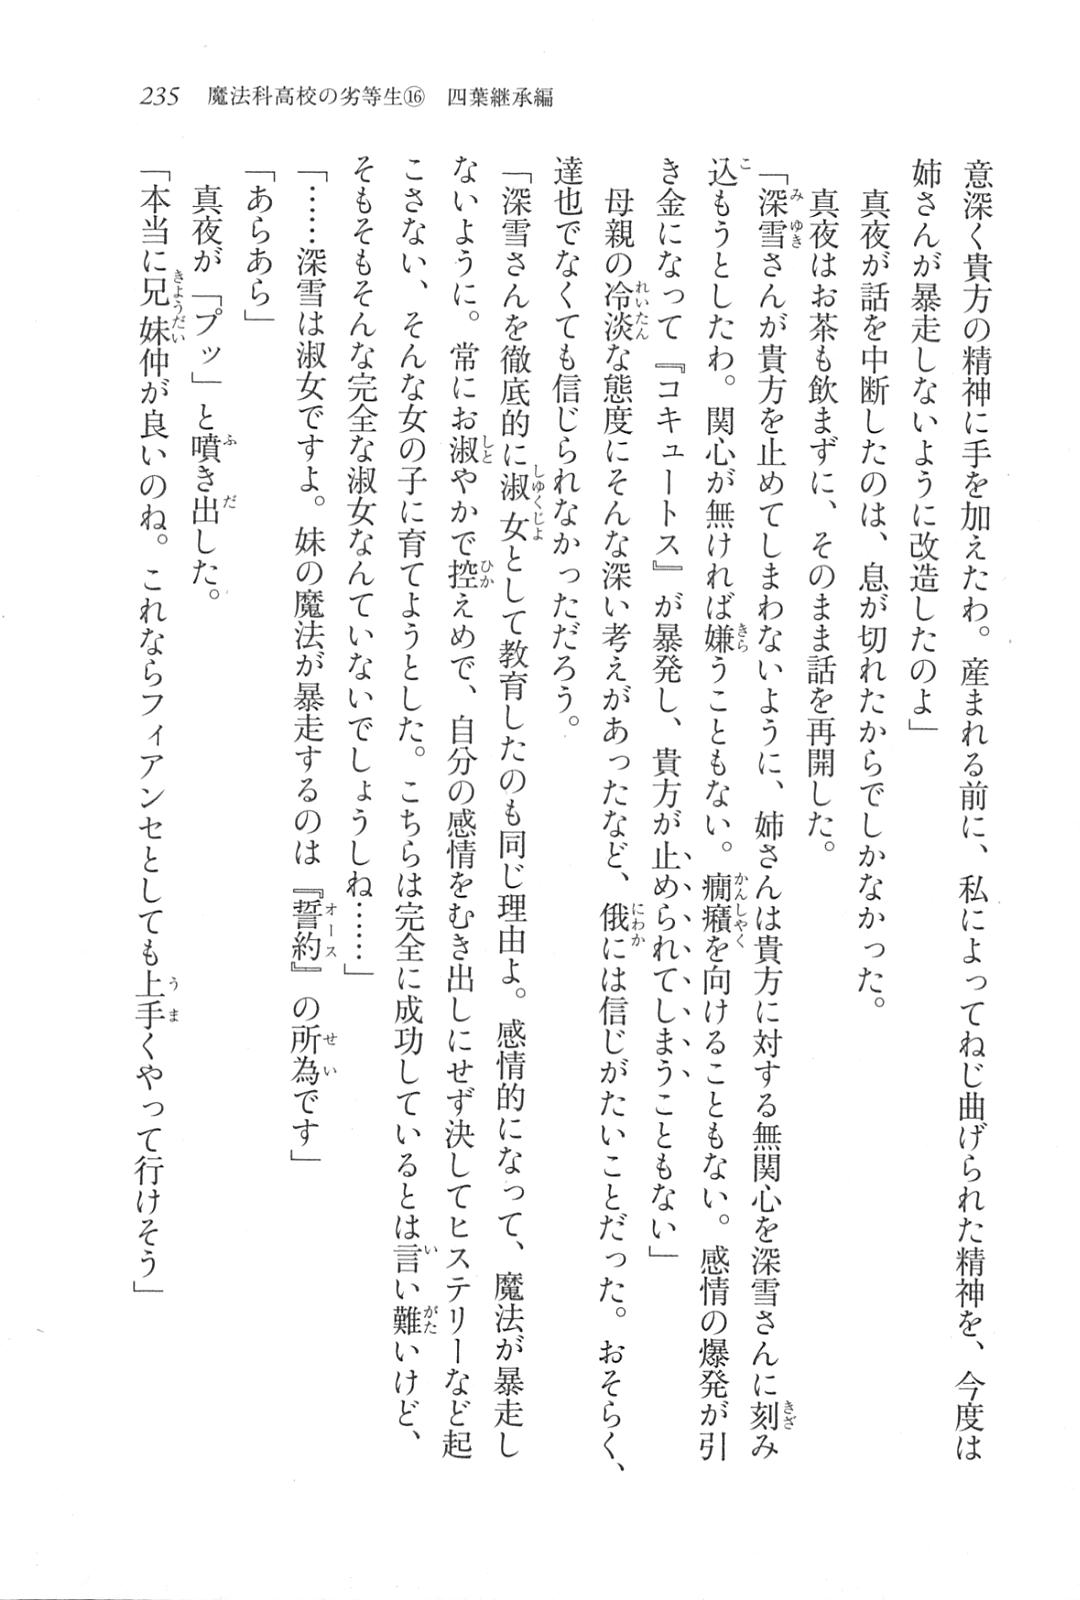 235　魔法科高校の劣等生⑯　四葉継承編
意深く貴方の精神に手を加えたわ。産まれる前に、私によってねじ曲げられた精神を、今度は
姉さんが暴走しないように改造したのよ」
　真夜が話を中断したのは、息が切れたからでしかなかった。
　真夜はお茶も飲まずに、そのまま話を再開した。
「深雪さんが貴方を止めてしまわないように、姉さんは貴方に対する無関心を深雪さんに刻み
込もうとしたわ。関心が無ければ嫌うこともない。癇癪を向けることもない。感情の爆発が引
き金になって『コキュートス』が暴発し、貴方が止められてしまうこともない」
　母親の冷淡な態度にそんな深い考えがあったなど、俄には信じがたいことだった。おそらく、
達也でなくても信じられなかっただろう。
「深雪さんを徹底的に淑女として教育したのも同じ理由よ。感情的になって、魔法が暴走し
ないように。常にお淑やかで控えめで、自分の感情をむき出しにせず決してヒステリーなど起
こさない、そんな女の子に育てようとした。こちらは完全に成功しているとは言い難いけど、
そもそもそんな完全な淑女なんていないでしょうしね……」
「……深雪は淑女ですよ。妹の魔法が暴走するのは『誓約』の所為です」
「あらあら」
　真夜が「プッ」と噴き出した。
「本当に兄妹仲が良いのね。これならフィアンセとしても上手くやって行けそう」